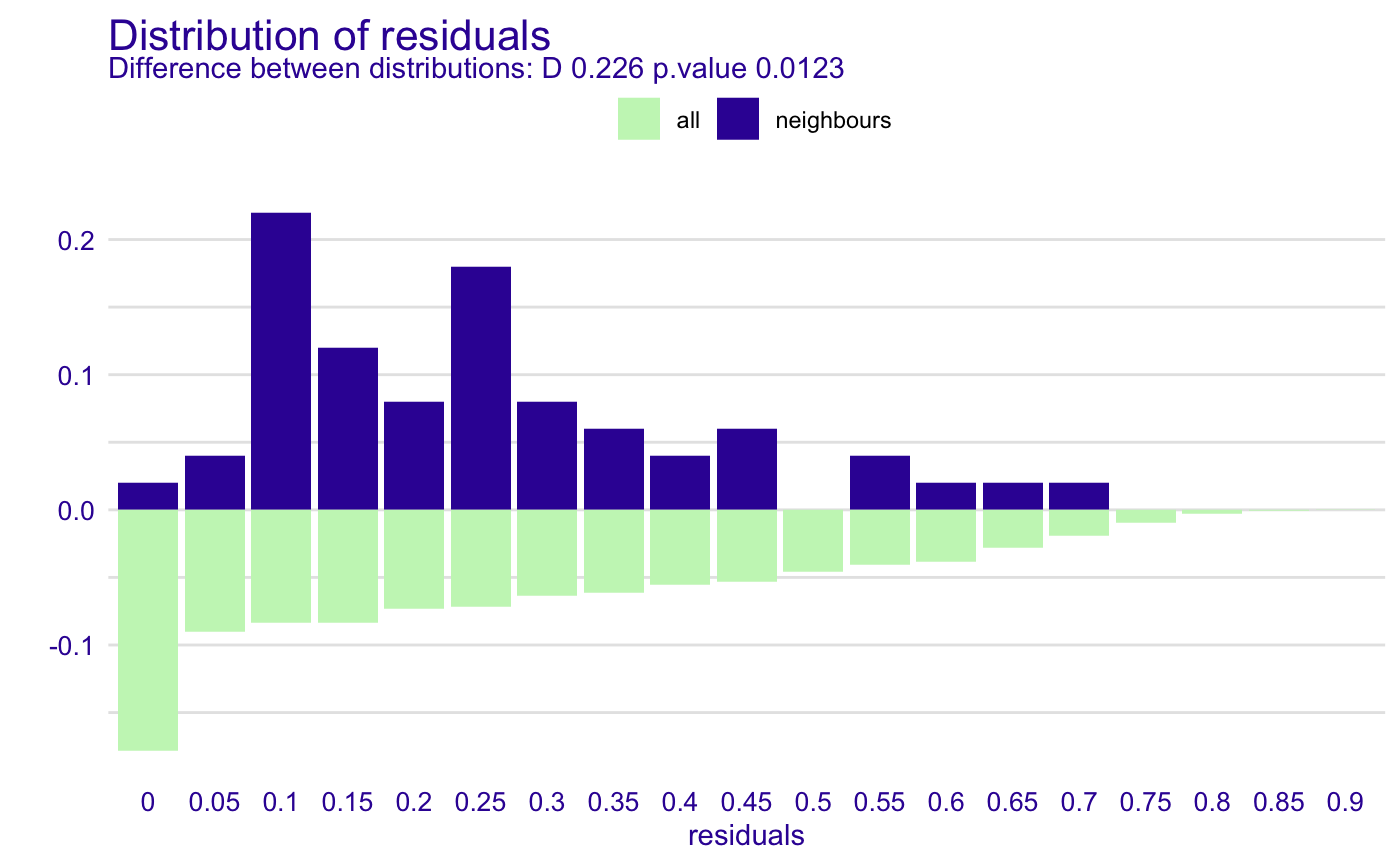 Distribution of residuals
Difference between distributions: D 0.226 p.value 0.0123
all neighbours
0.2
0.1
0.0
-0.1
0 0.05 0.1 0.15 0.2 0.25 0.3 0.35 0.4 0.45 0.5 0.55 0.6 0.65 0.7 0.75 0.8 0.85 0.9
residuals